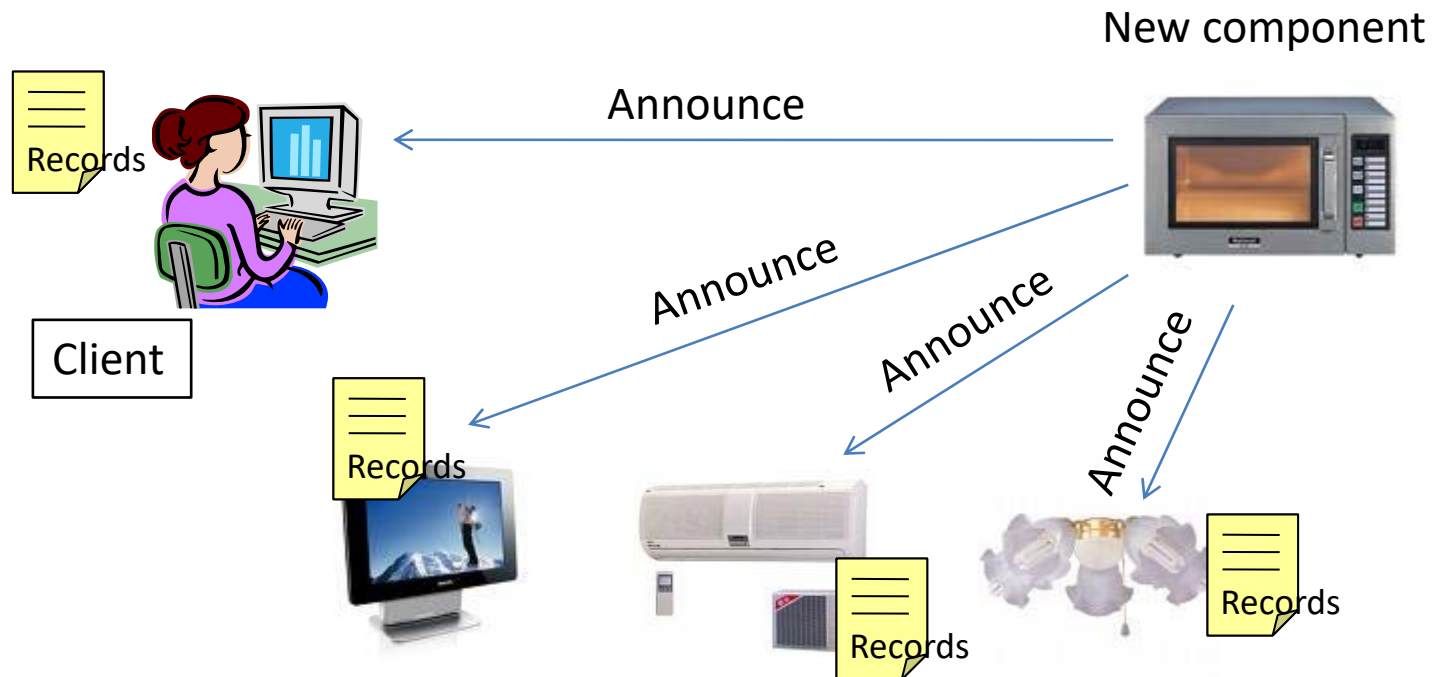 New component
Announce
Records
Announce
Announce
Announce
Client
Records
Records
Records